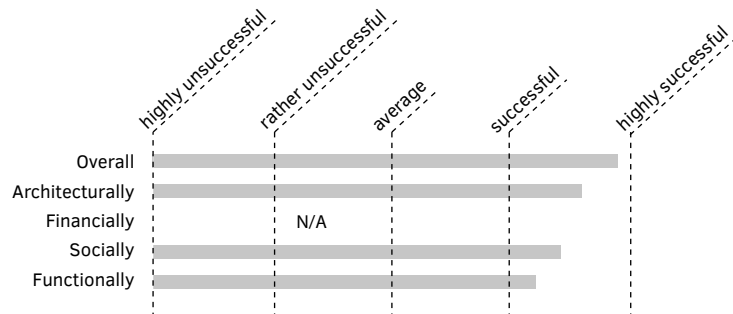 highly unsuccessful
rather unsuccessful
average
successful
highly successful
Overall
Architecturally
Financially N/A
Socially
Functionally